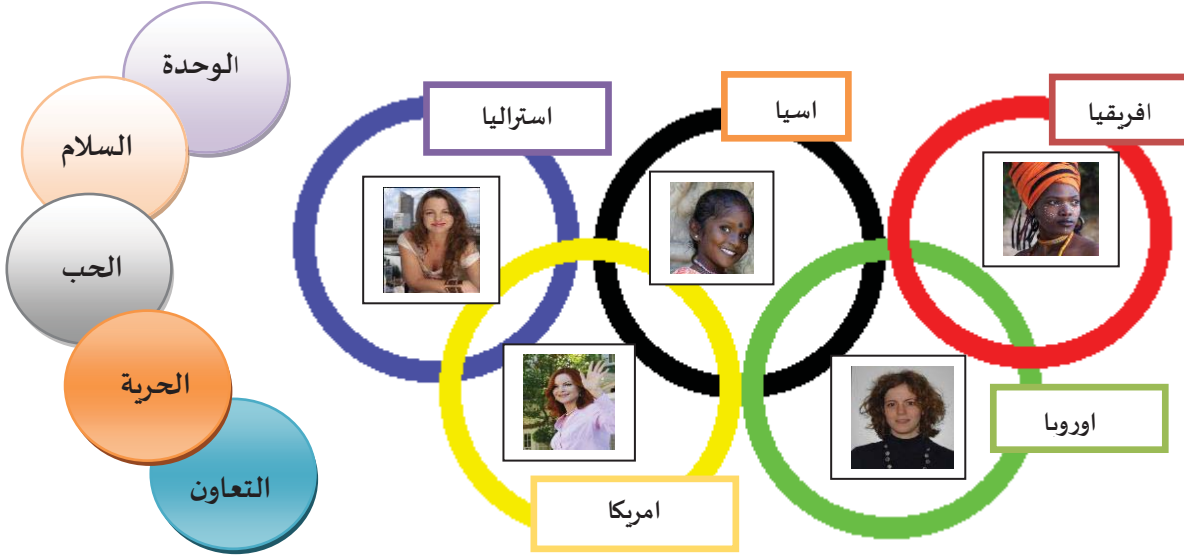 الوحدة
السلام
الحب
الحرية
التعاون
افريقيا
اسيا
استراليا
اوروبا
امريكا